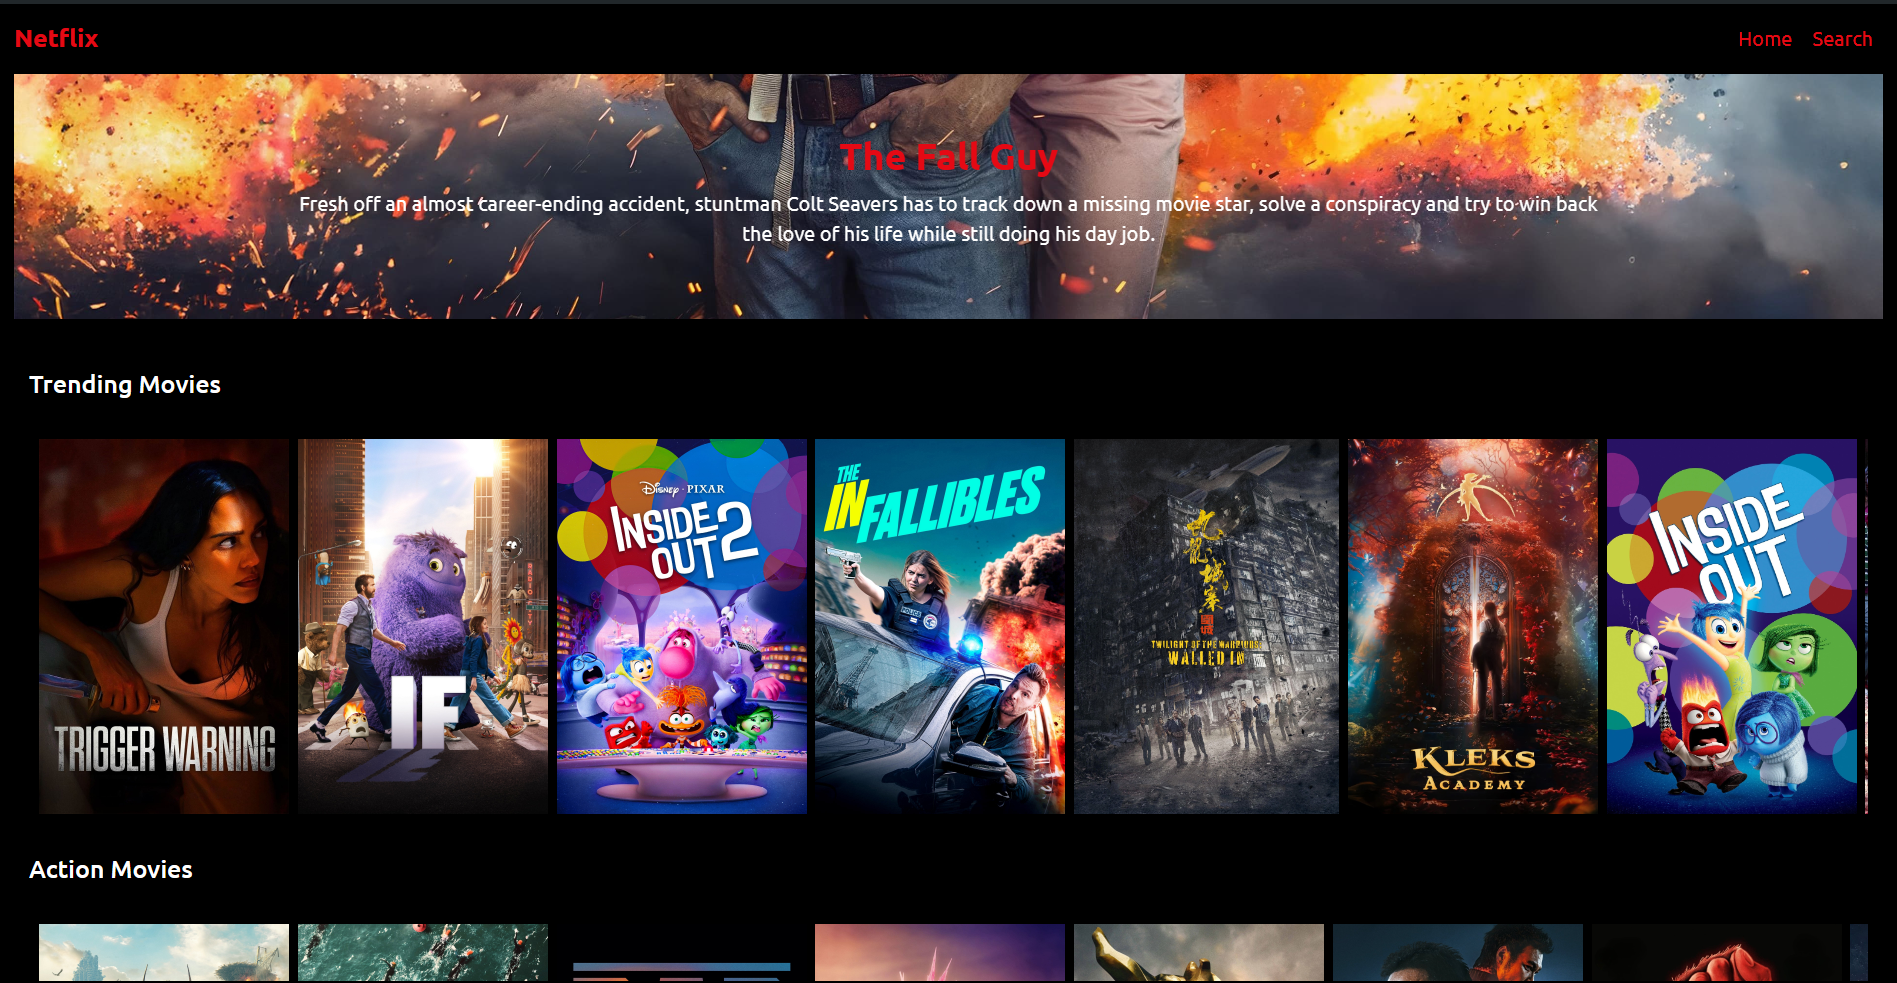 Netflix
Home Search
The Fall Guy
Fresh off an almost career-ending accident, stuntman Colt Seavers has to track down a missing movie star, solve a conspiracy and try to win back
the love of his life while still doing his day job.
Trending Movies
TRIGGER WARNING
IF
DISNEY · PIXAR
INSIDE
OUT 2
THE
INFALLIBLES
POLICE
TWILIGHT OF THE WARRIORS:
WALLED IN
KLEKS
ACADEMY
INSIDE
OUT
Action Movies